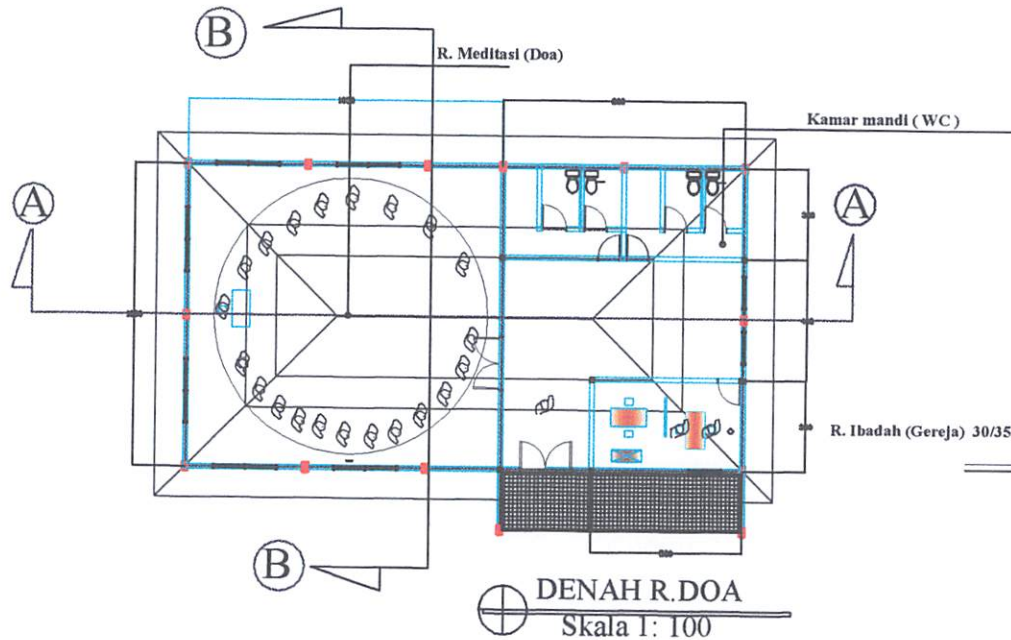 B
R. Meditasi (Doa)
Kamar mandi ( WC )
A
A
R. Ibadah (Gereja) 30/35
B
DENAH R.DOA
Skala 1: 100